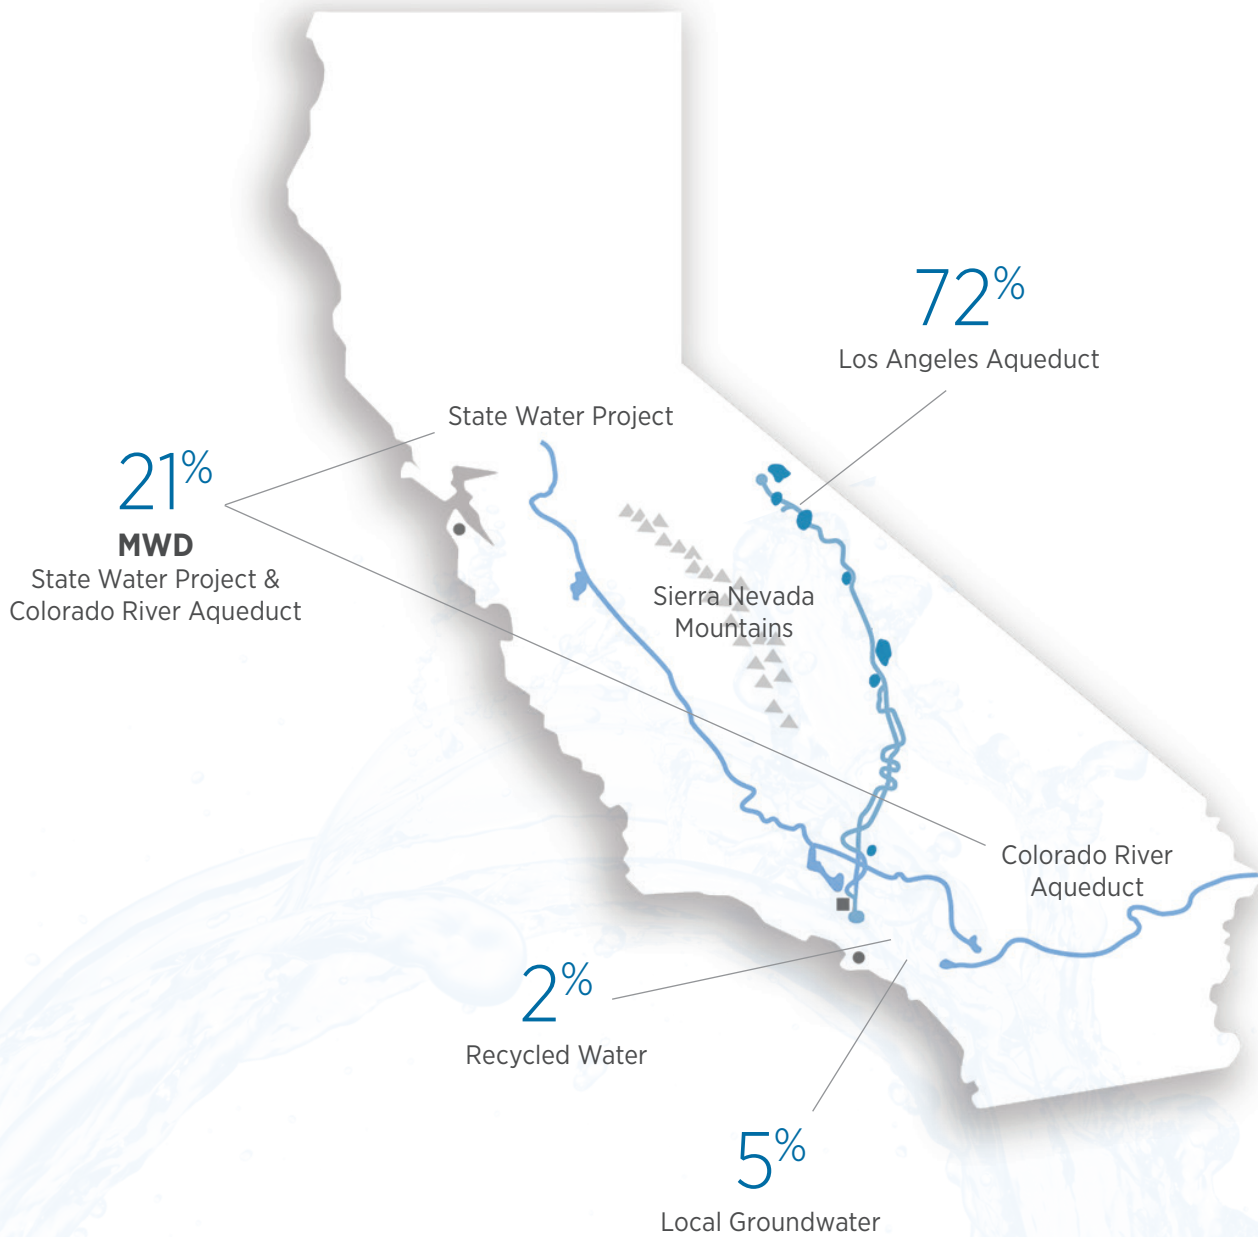 72%
Los Angeles Aqueduct
State Water Project
21%
MWD
State Water Project &
Colorado River Aqueduct
Sierra Nevada
Mountains
Colorado River
Aqueduct
2%
Recycled Water
5%
Local Groundwater